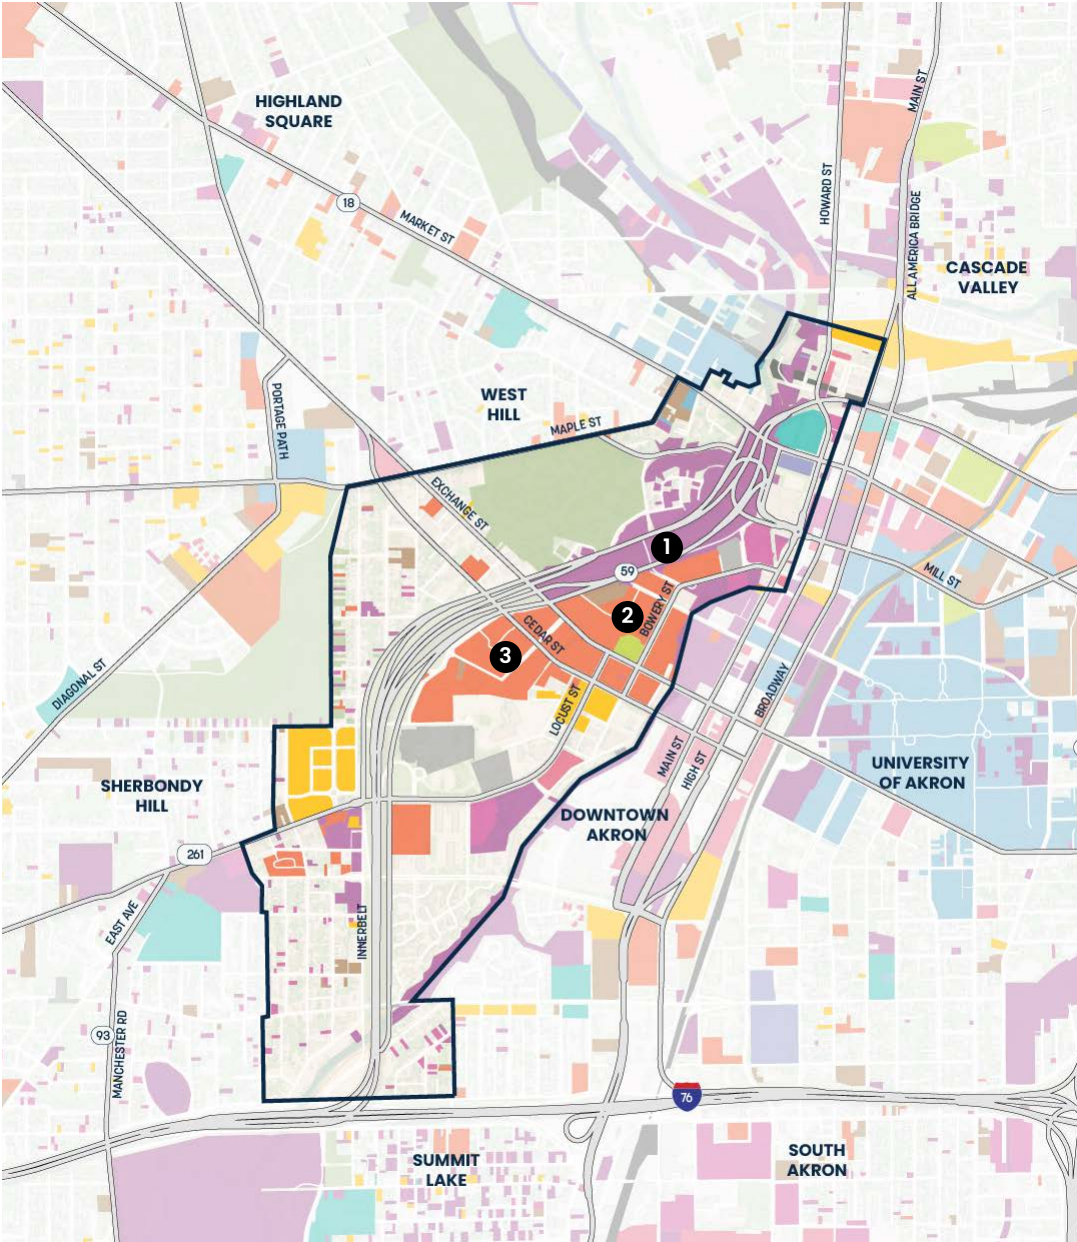 HIGHLAND
SQUARE
MAIN ST
18
MARKET ST
HOWARD ST
ALL AMERICA BRIDGE
CASCADE
VALLEY
WEST
HILL
PORTAGE PATH
MAPLE ST
EXCHANGE ST
1
59
MILL ST
2
BOWERY ST
CEDAR ST
3
DIAGONAL ST
LOCUST ST
BROADWAY
MAIN ST
HIGH ST
UNIVERSITY
OF AKRON
SHERBONDY
HILL
DOWNTOWN
AKRON
261
EAST AVE
INNERBELT
93
MANCHESTER RD
76
SUMMIT
LAKE
SOUTH
AKRON